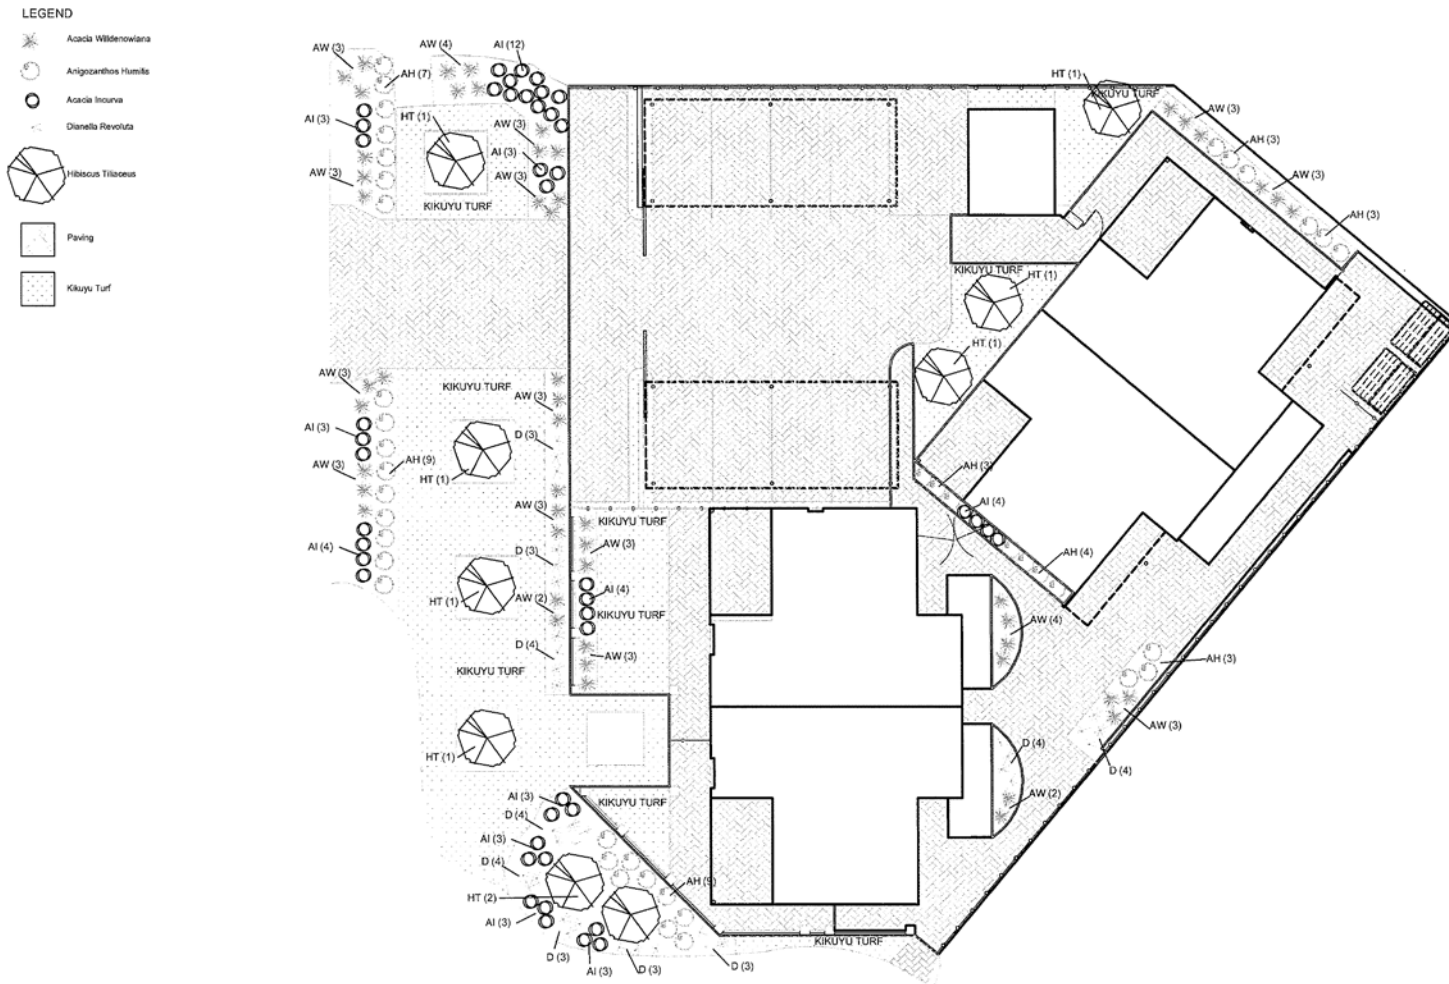 LEGEND
Acacia Willdenowiana
Anigozanthos Humilis
Acacia Incurva
Dianella Revoluta
Hibiscus Tiliaceus
Paving
Kikuyu Turf
AW (3)
AW (4)
AI (12)
AH (7)
HT (1)
AI (3)
AW (3)
AI (3)
AW (3)
AW (3)
KIKUYU TURF
HT (1)
KIKUYU TURF
AW (3)
AH (3)
AW (3)
AH (3)
KIKUYU TURF
HT (1)
HT (1)
AW (3)
KIKUYU TURF
AW (3)
AI (3)
D (3)
AW (3)
AH (9)
HT (1)
AH (3)
AI (4)
AW (3)
KIKUYU TURF
AI (4)
D (3)
AW (3)
AH (4)
HT (1)
AW (2)
AI (4)
KIKUYU TURF
AW (4)
D (4)
AW (3)
AH (3)
KIKUYU TURF
AW (3)
HT (1)
D (4)
D (4)
AI (3)
KIKUYU TURF
AW (2)
D (4)
AI (3)
D (4)
AH (9)
HT (2)
AI (3)
KIKUYU TURF
D (3)
AI (3)
D (3)
D (3)